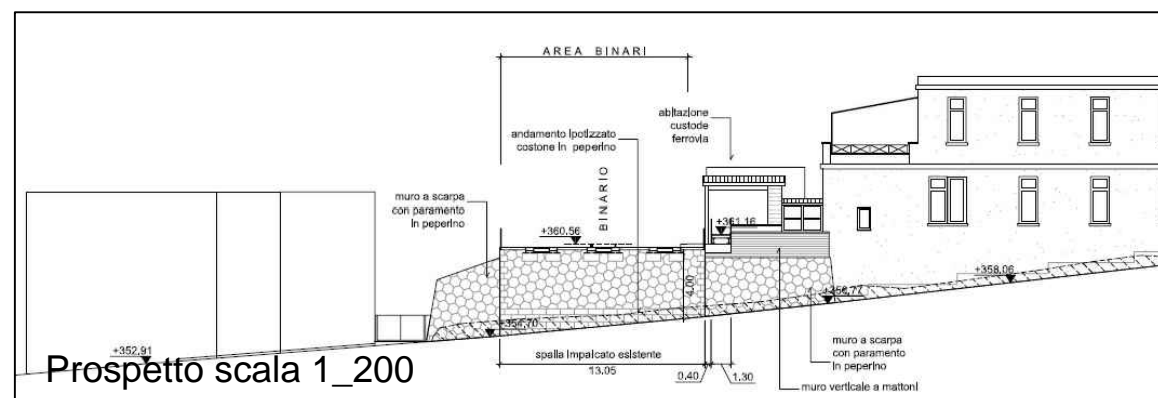 AREA BINARI
abitazione
custode
ferrovia
andamento ipotizzato
costone in peperino
BINARIO
muro a scarpa
con paramento
in peperino
+361.16
+360.56
4.00
+358.06
+356.77
+354.70
+352.91
Prospetto scala 1_200
spalla impalcato esistente
13.05
0.40
1.30
muro a scarpa
con paramento
in peperino
muro verticale a mattoni